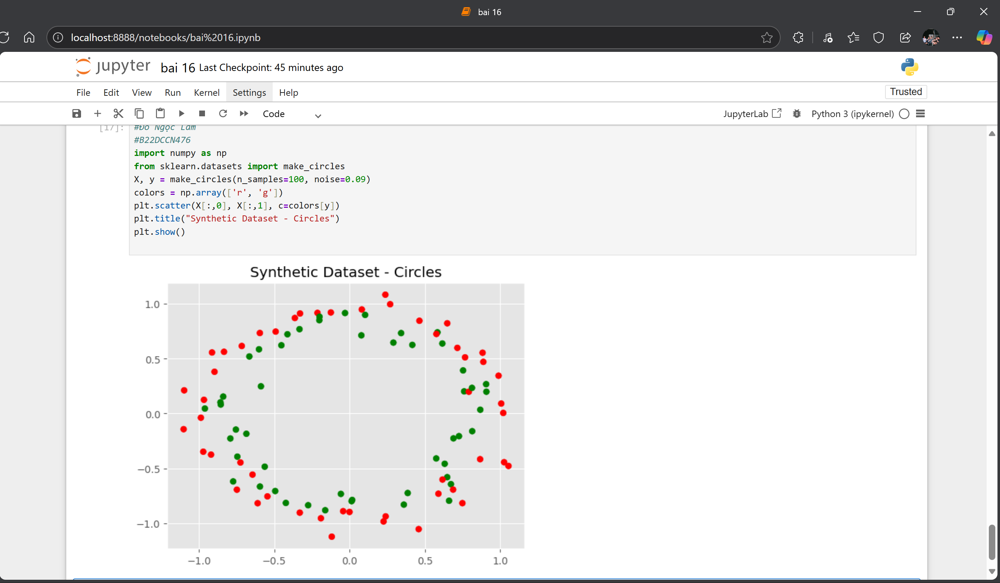 bai 16
localhost:8888/notebooks/bai%2016.ipynb
jupyter bai 16 Last Checkpoint: 45 minutes ago
File Edit View Run Kernel Settings Help Trusted
Code JupyterLab Python 3 (ipykernel)
[17]: #Đỗ Ngọc Lâm
#B22DCCN476
import numpy as np
from sklearn.datasets import make_circles
X, y = make_circles(n_samples=100, noise=0.09)
colors = np.array(['r', 'g'])
plt.scatter(X[:,0], X[:,1], c=colors[y])
plt.title("Synthetic Dataset - Circles")
plt.show()
Synthetic Dataset - Circles
1.0
0.5
0.0
−0.5
−1.0
−1.0 −0.5 0.0 0.5 1.0